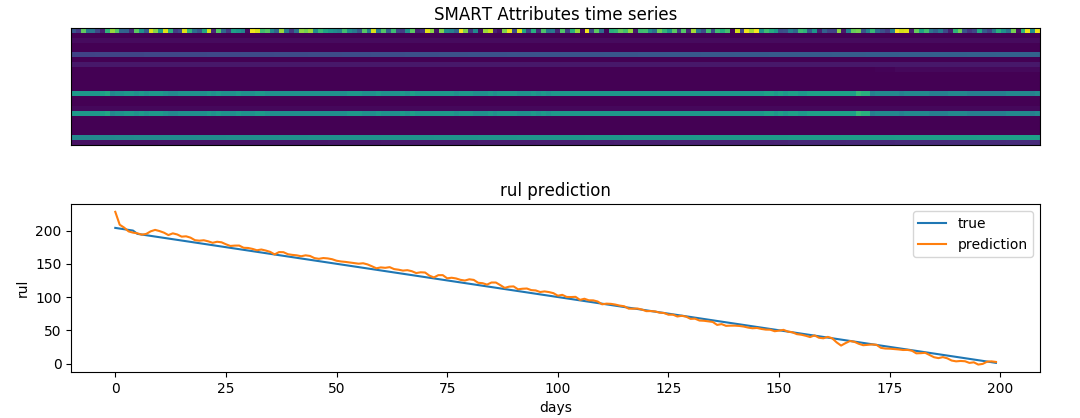 SMART Attributes time series
rul prediction
true
prediction
200
150
100
50
0
rul
0 25 50 75 100 125 150 175 200
days